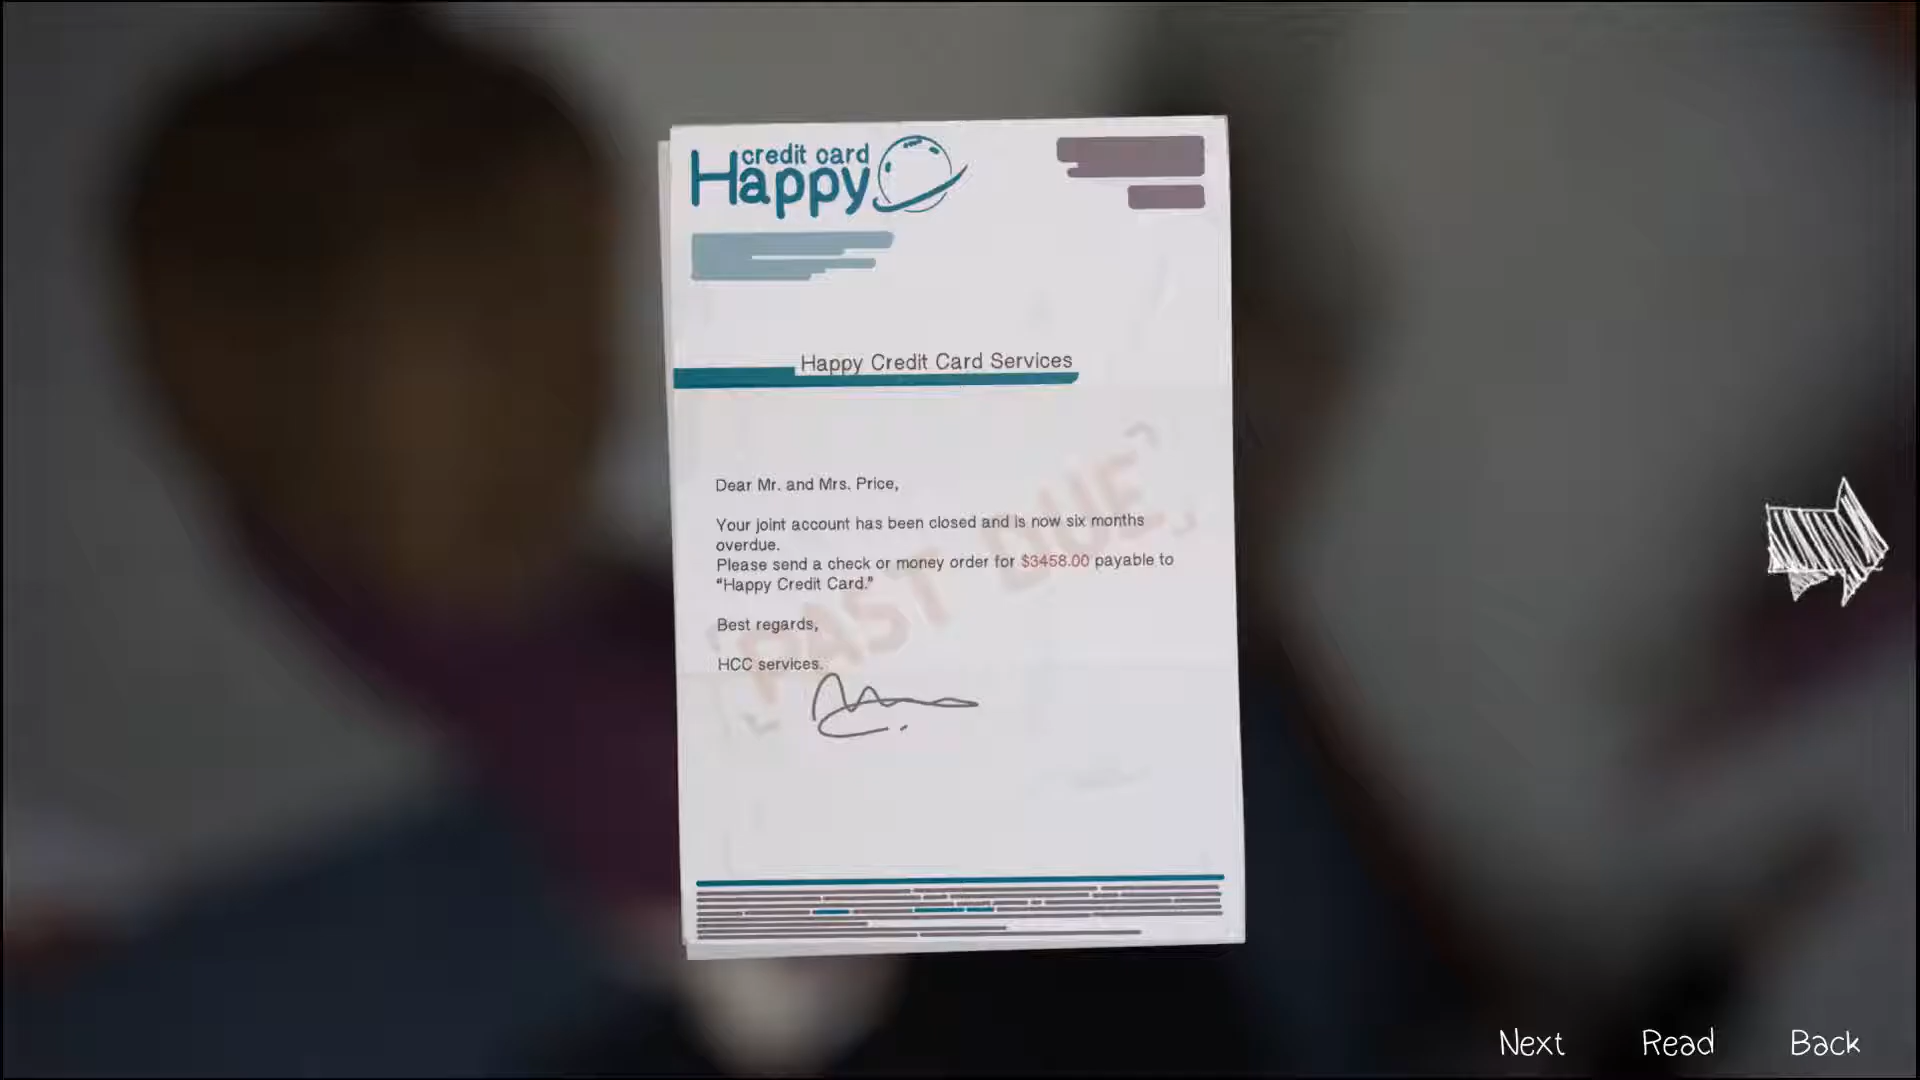 credit card
Happy
Happy Credit Card Services
Dear Mr. and Mrs. Price,
Your joint account has been closed and is now six months
overdue.
Please send a check or money order for $3458.00 payable to
“Happy Credit Card.”
PAST DUE
Best regards,
HCC services.
Next
Read
Back